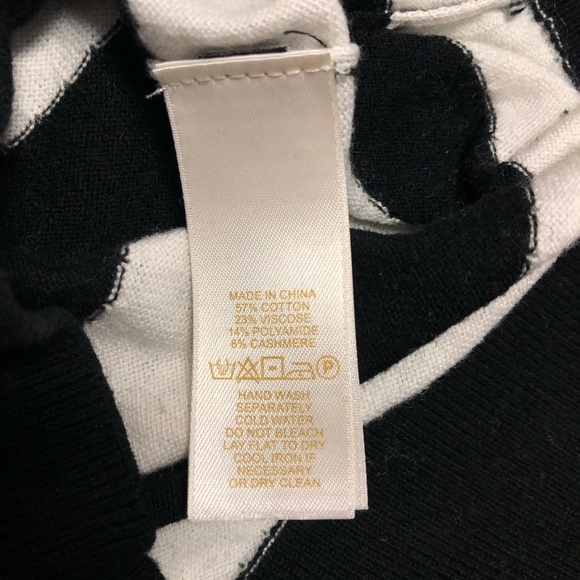 MADE IN CHINA
57% COTTON
23% VISCOSE
14% POLYAMIDE
6% CASHMERE
P
HAND WASH
SEPARATELY
COLD WATER
DO NOT BLEACH
LAY FLAT TO DRY
COOL IRON IF
NECESSARY
OR DRY CLEAN